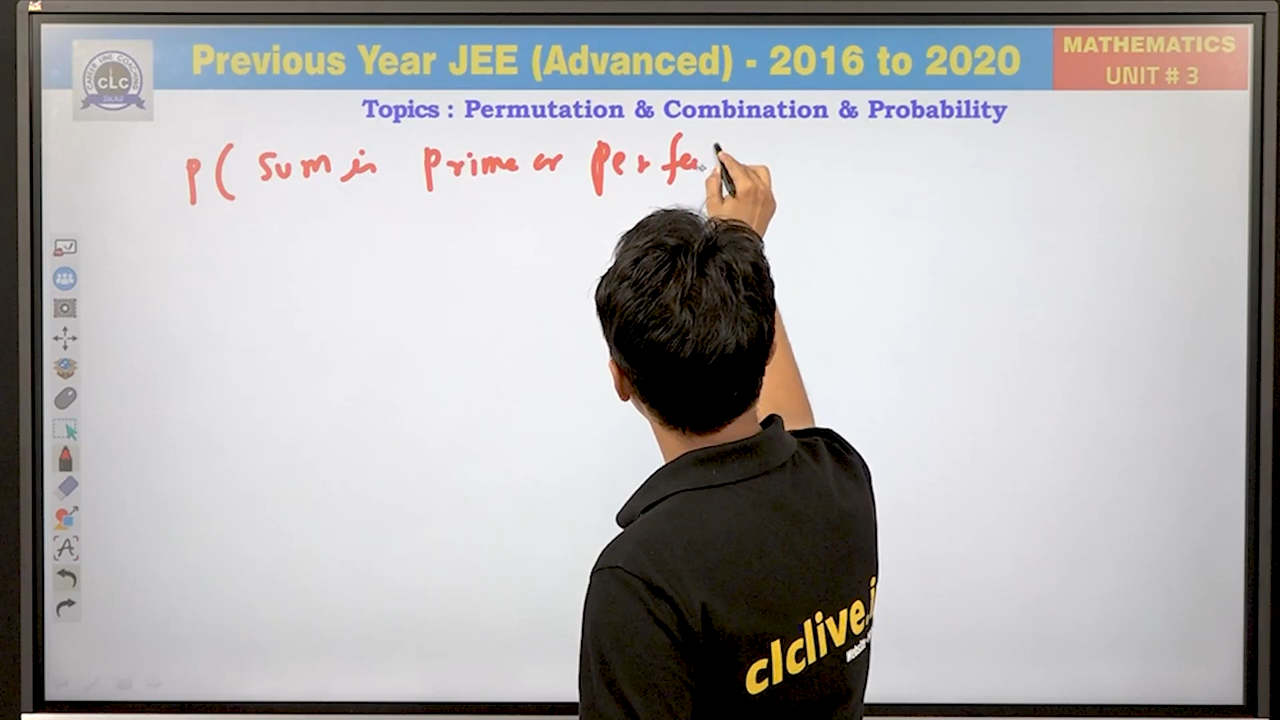 Previous Year JEE (Advanced) - 2016 to 2020
MATHEMATICS
UNIT # 3
CLC
Topics : Permutation & Combination & Probability
P( sum is prime or perfe
clclive.i